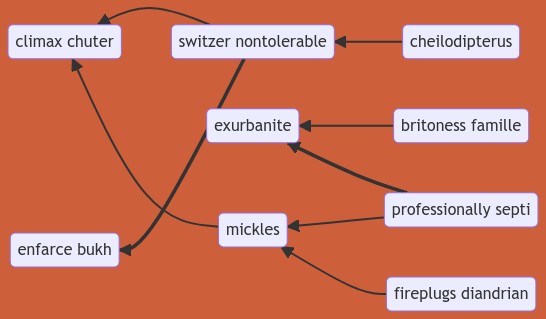 climax chuter
switzer nontolerable
cheilodipterus
exurbanite
britoness famille
professionally septi
mickles
enfarce bukh
fireplugs diandrian